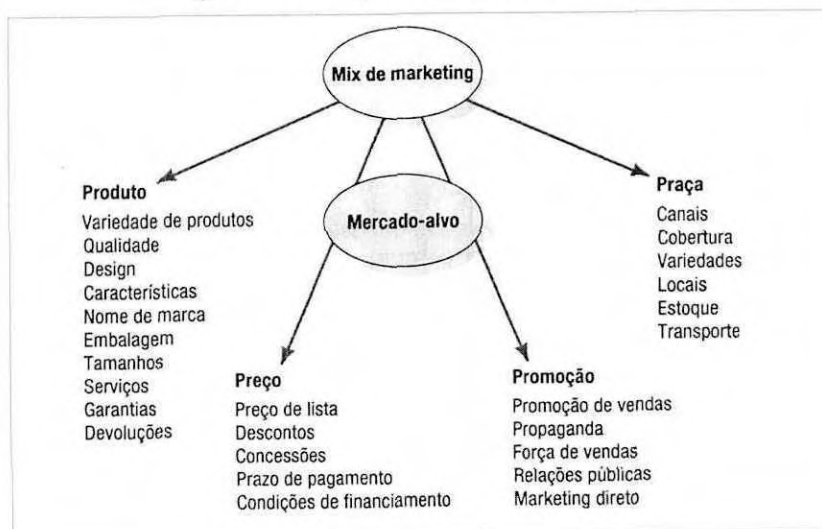 Mix de marketing
Mercado-alvo
Produto
Variedade de produtos
Qualidade
Design
Características
Nome de marca
Embalagem
Tamanhos
Serviços
Garantias
Devoluções
Preço
Preço de lista
Descontos
Concessões
Prazo de pagamento
Condições de financiamento
Promoção
Promoção de vendas
Propaganda
Força de vendas
Relações públicas
Marketing direto
Praça
Canais
Cobertura
Variedades
Locais
Estoque
Transporte